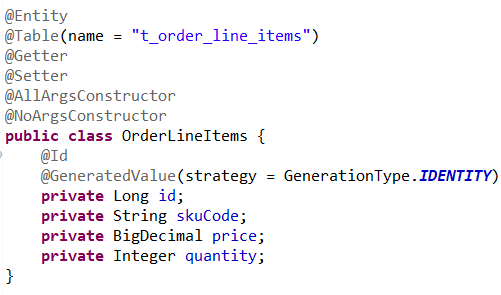 @Entity
@Table(name = "t_order_line_items")
@Getter
@Setter
@AllArgsConstructor
@NoArgsConstructor
public class OrderLineItems {
    @Id
    @GeneratedValue(strategy = GenerationType.IDENTITY)
    private Long id;
    private String skuCode;
    private BigDecimal price;
    private Integer quantity;
}